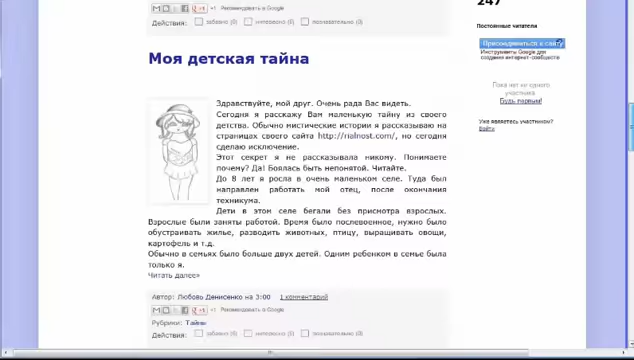 Рекомендовать в Google
Действия: забавно (0) интересно (0) познавательно (0)
247
Постоянные читатели
Присоединиться к сайту
Инструменты Google для
создания интернет-сообществ
Пока нет ни одного
участника
Будь первым!
Уже являетесь участником?
Войти
Моя детская тайна
Здравствуйте, мой друг. Очень рада Вас видеть.
Сегодня я расскажу Вам маленькую тайну из своего
детства. Обычно мистические истории я рассказываю на
страницах своего сайта http://rialnost.com/, но сегодня
сделаю исключение.
Этот секрет я не рассказывала никому. Понимаете
почему? Да! Боялась быть непонятой. Читайте.
До 8 лет я росла в очень маленьком селе. Туда был
направлен работать мой отец, после окончания
техникума.
Дети в этом селе бегали без присмотра взрослых.
Взрослые были заняты работой. Время было послевоенное, нужно было
обустраивать жилье, разводить животных, птицу, выращивать овощи,
картофель и т.д.
Обычно в семьях было больше двух детей. Одним ребенком в семье была
только я.
Читать далее»
Автор: Любовь Денисенко на 3:00 1 комментарий
+1 Рекомендовать в Google
Рубрики: Тайны
Действия: забавно (0) интересно (0) познавательно (0)